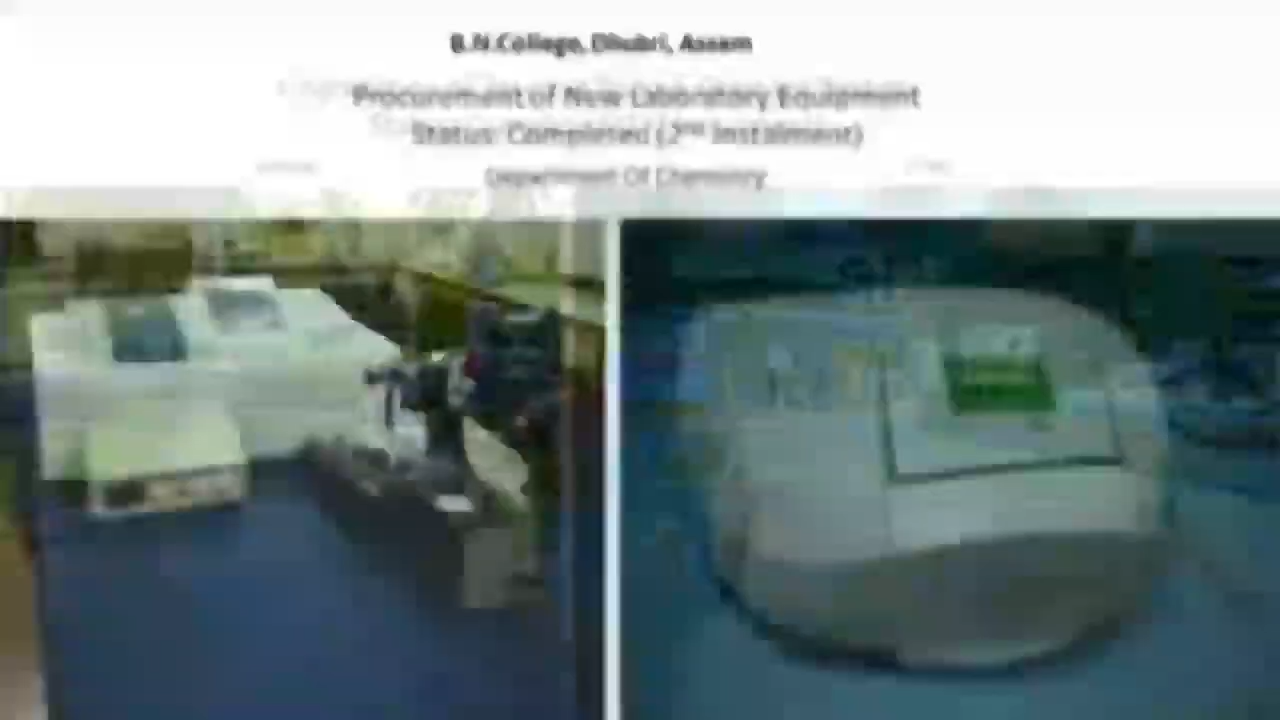 B.N.College, Dhubri, Assam
Procurement of New Laboratory Equipment
Status: Completed (2nd Instalment)
Department Of Chemistry